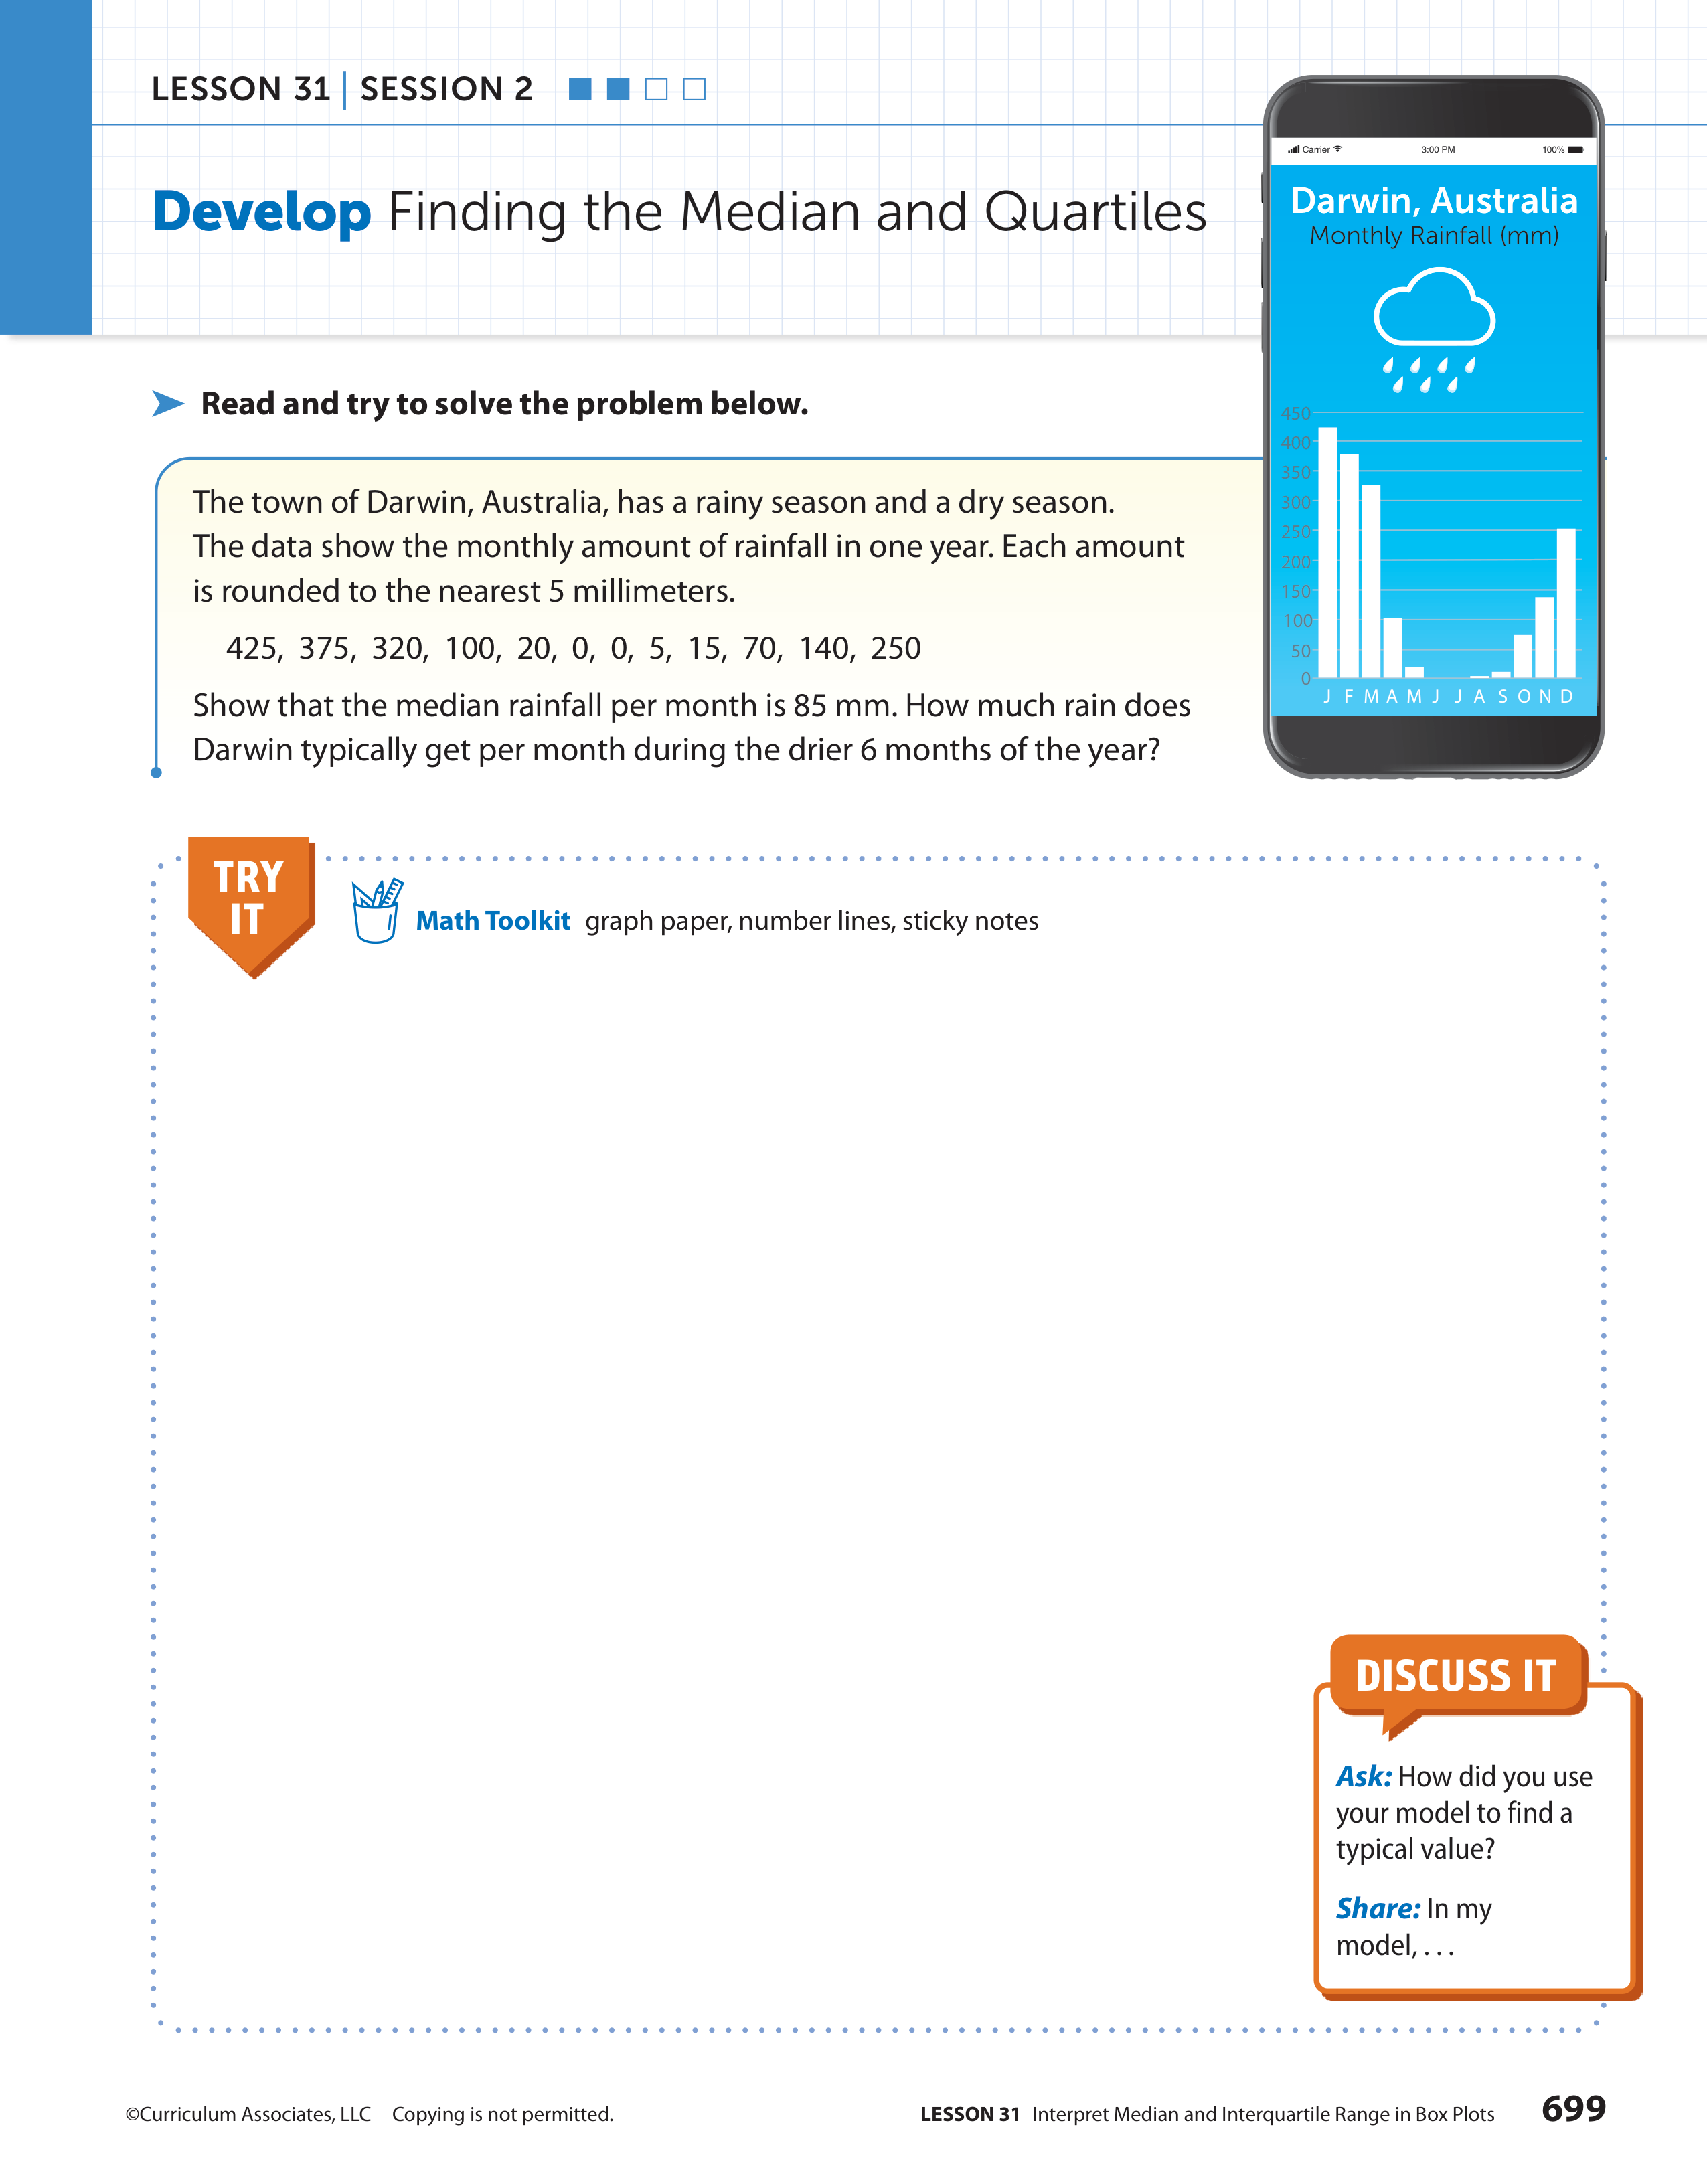 LESSON 31 | SESSION 2
Develop Finding the Median and Quartiles
Carrier 3:00 PM 100%
Darwin, Australia
Monthly Rainfall (mm)
450
400
350
300
250
200
150
100
50
0
J F M A M J J A S O N D
Read and try to solve the problem below.
The town of Darwin, Australia, has a rainy season and a dry season.
The data show the monthly amount of rainfall in one year. Each amount
is rounded to the nearest 5 millimeters.
425, 375, 320, 100, 20, 0, 0, 5, 15, 70, 140, 250
Show that the median rainfall per month is 85 mm. How much rain does
Darwin typically get per month during the drier 6 months of the year?
TRY
IT
Math Toolkit graph paper, number lines, sticky notes
DISCUSS IT
Ask: How did you use
your model to find a
typical value?
Share: In my
model, . . .
©Curriculum Associates, LLC Copying is not permitted.
LESSON 31 Interpret Median and Interquartile Range in Box Plots 699